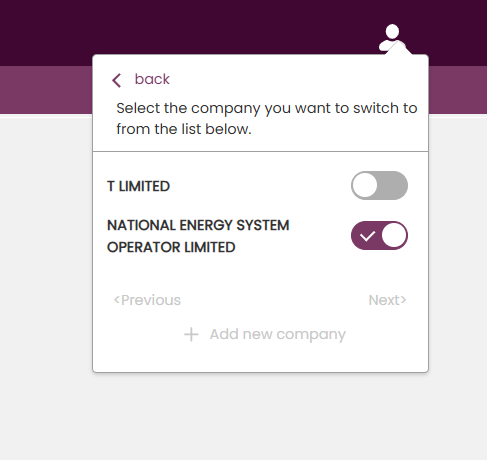 back
Select the company you want to switch to
from the list below.
T LIMITED
NATIONAL ENERGY SYSTEM
OPERATOR LIMITED
<Previous Next>
+ Add new company